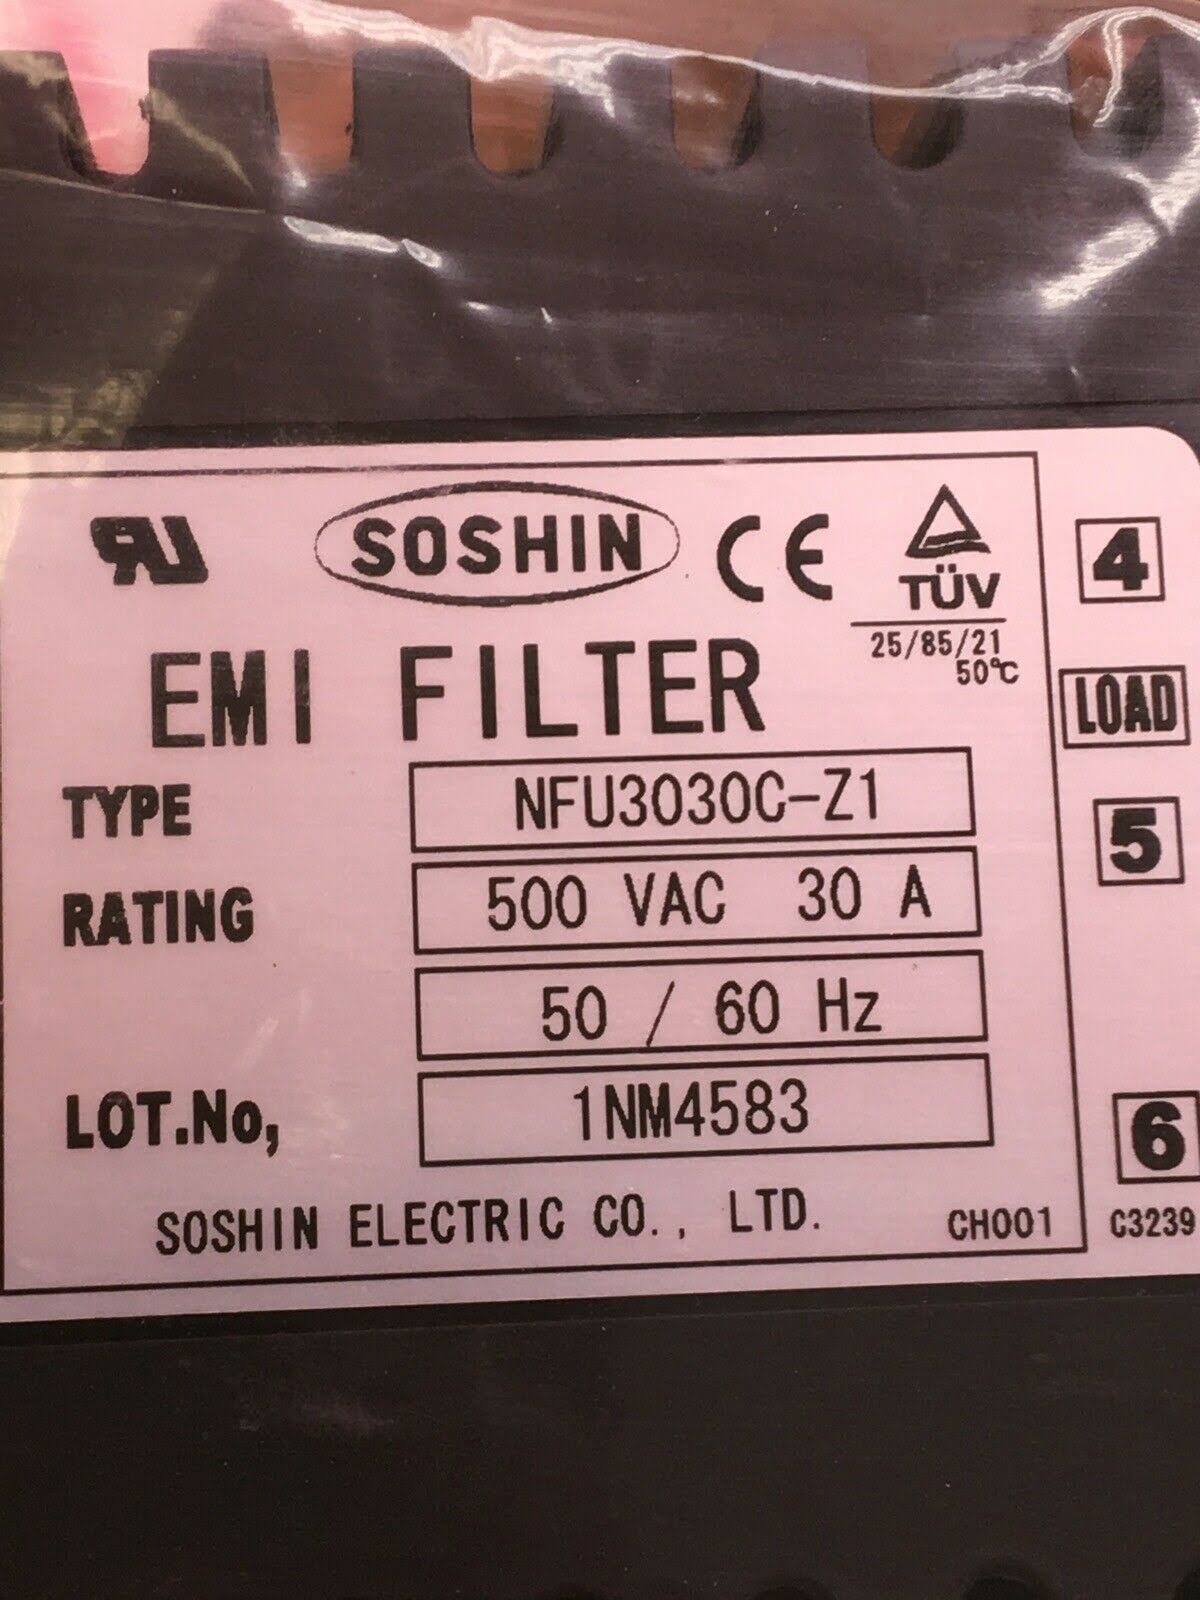 RU SOSHIN CE TÜV 4
25/85/21
50℃
EMI FILTER LOAD
TYPE NFU3030C-Z1 5
RATING 500 VAC 30 A
50 / 60 Hz
LOT.No, 1NM4583 6
SOSHIN ELECTRIC CO., LTD. CH001 C3239